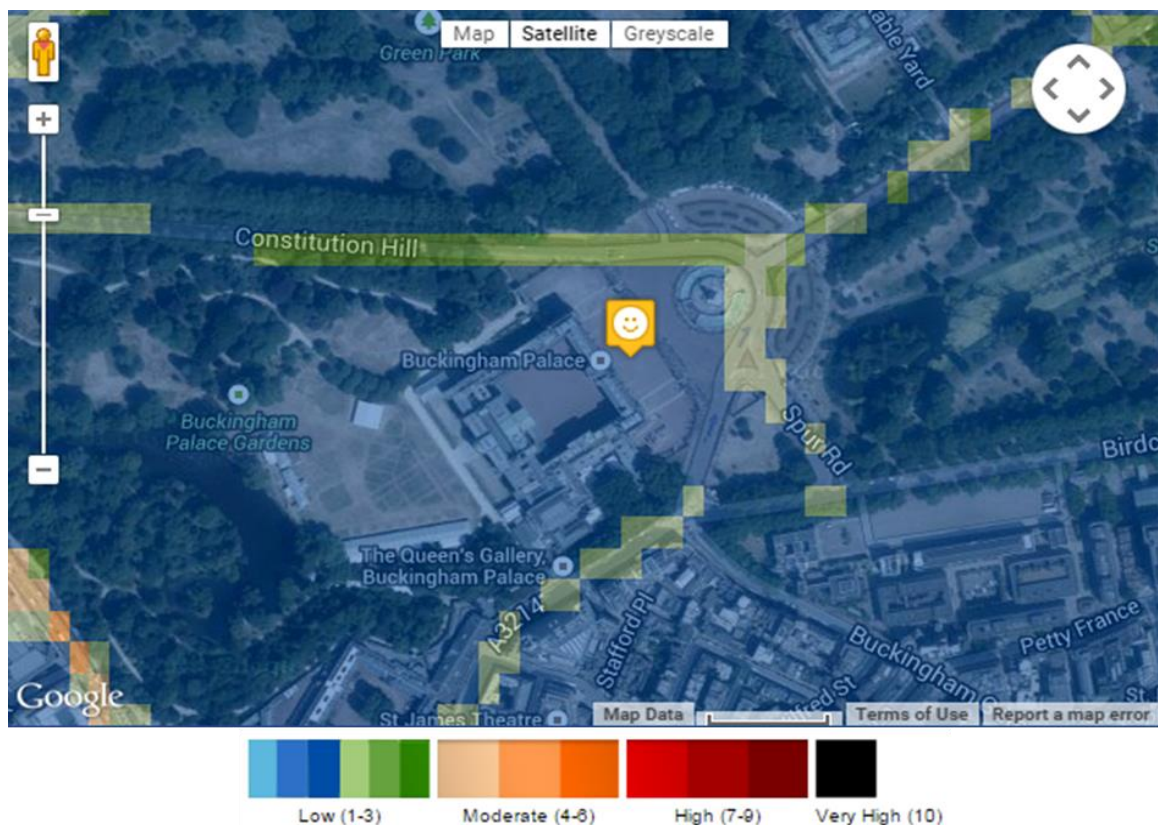 Green Park
Map
Satellite
Greyscale
Constitution Hill
Buckingham Palace
Buckingham
Palace Gardens
Spur Rd
The Queen's Gallery,
Buckingham Palace
A3214
Stafford Pl
Buckingham
Petty France
St James Theatre
Google
Map Data
Terms of Use
Report a map error
Low (1-3)
Moderate (4-6)
High (7-9)
Very High (10)